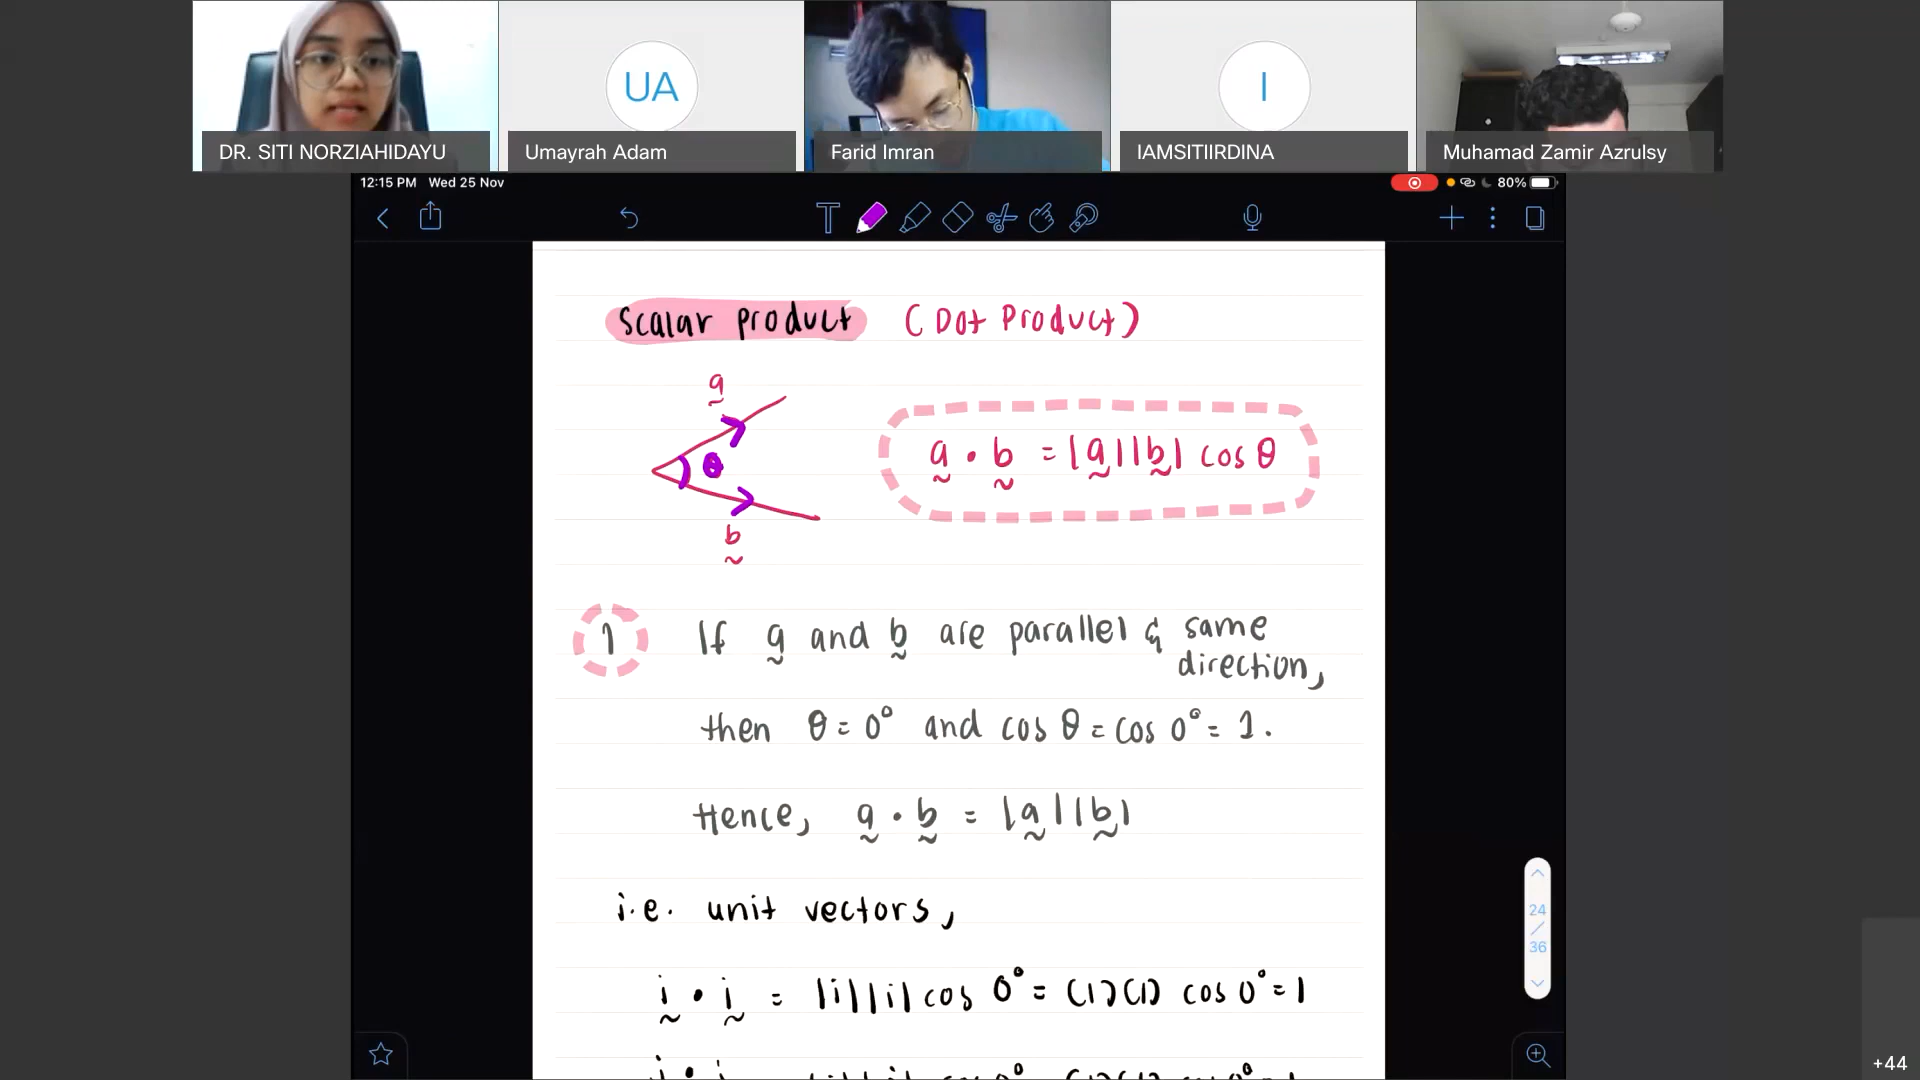 UA
I
DR. SITI NORZIAHIDAYU
Umayrah Adam
Farid Imran
IAMSITIIRDINA
Muhamad Zamir Azrulsy
12:15 PM Wed 25 Nov
80%
T
Scalar product (Dot Product)
a
θ
b
a • b = |a||b| cos θ
1 If a and b are parallel & same
direction,
then θ = 0° and cos θ = cos 0° = 1.
Hence, a • b = |a||b|
i.e. unit vectors,
i • i = |i||i| cos 0° = (1)(1) cos 0° = 1
24
/
36
+44